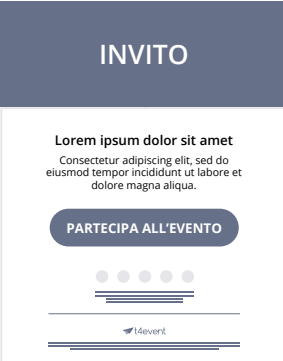 INVITO
Lorem ipsum dolor sit amet
Consectetur adipiscing elit, sed do
eiusmod tempor incididunt ut labore et
dolore magna aliqua.
PARTECIPA ALL'EVENTO
t4event